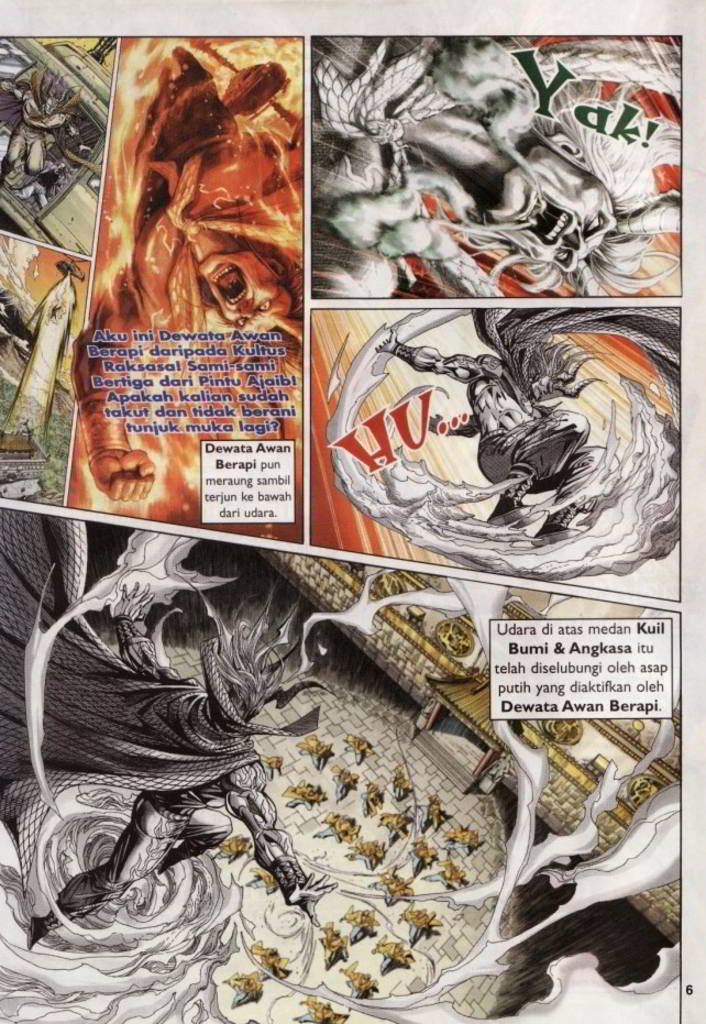 Aku ini Dewata Awan
Berapi daripada Kultus
Raksasa! Sami-sami
Bertiga dari Pintu Ajaib!
Apakah kalian sudah
takut dan tidak berani
tunjuk muka lagi?
Dewata Awan
Berapi pun
meraung sambil
terjun ke bawah
dari udara.
Yak!
HU...
Udara di atas medan Kuil
Bumi & Angkasa itu
telah diselubungi oleh asap
putih yang diaktifkan oleh
Dewata Awan Berapi.
6